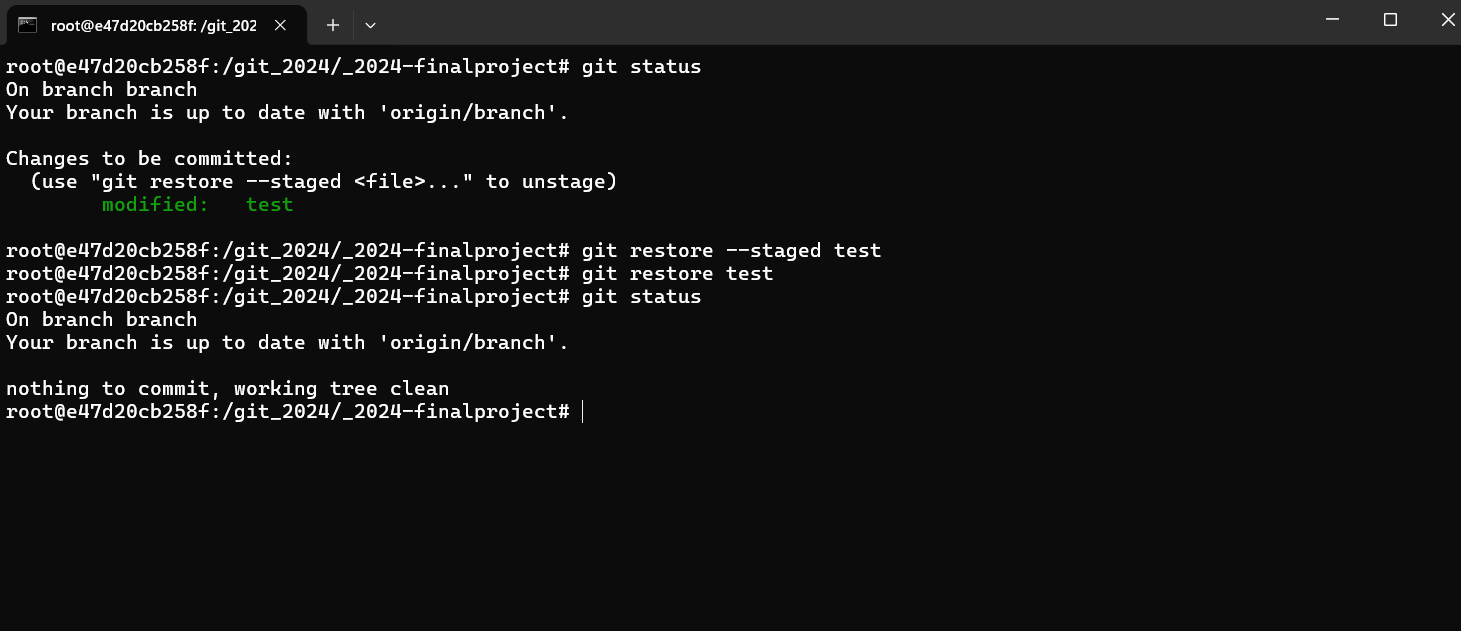 root@e47d20cb258f: /git_202
root@e47d20cb258f:/git_2024/_2024-finalproject# git status
On branch branch
Your branch is up to date with 'origin/branch'.
Changes to be committed:
  (use "git restore --staged <file>..." to unstage)
        modified:   test
root@e47d20cb258f:/git_2024/_2024-finalproject# git restore --staged test
root@e47d20cb258f:/git_2024/_2024-finalproject# git restore test
root@e47d20cb258f:/git_2024/_2024-finalproject# git status
On branch branch
Your branch is up to date with 'origin/branch'.
nothing to commit, working tree clean
root@e47d20cb258f:/git_2024/_2024-finalproject#